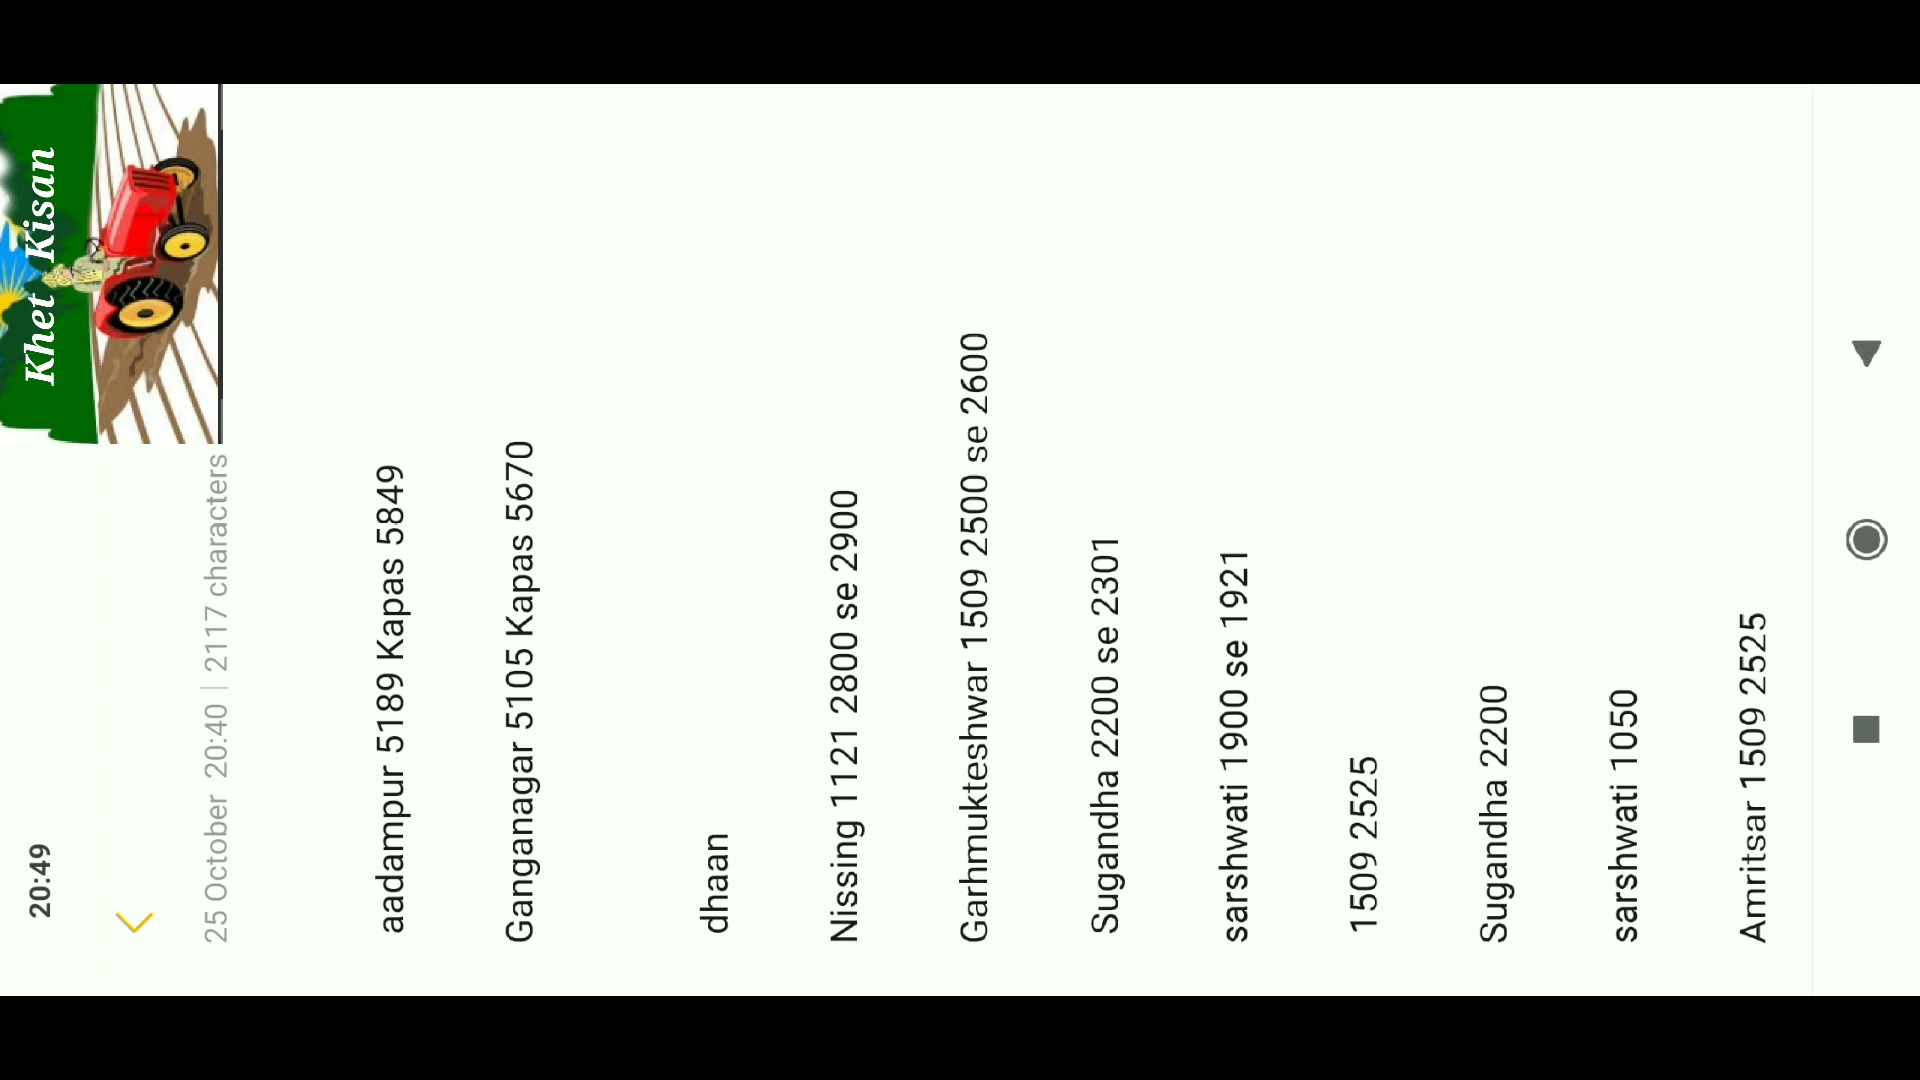 20:49
Khet Kisan
25 October 20:40 | 2117 characters
aadampur 5189 Kapas 5849
Ganganagar 5105 Kapas 5670
dhaan
Nissing 1121 2800 se 2900
Garhmukteshwar 1509 2500 se 2600
Sugandha 2200 se 2301
sarshwati 1900 se 1921
1509 2525
Sugandha 2200
sarshwati 1050
Amritsar 1509 2525